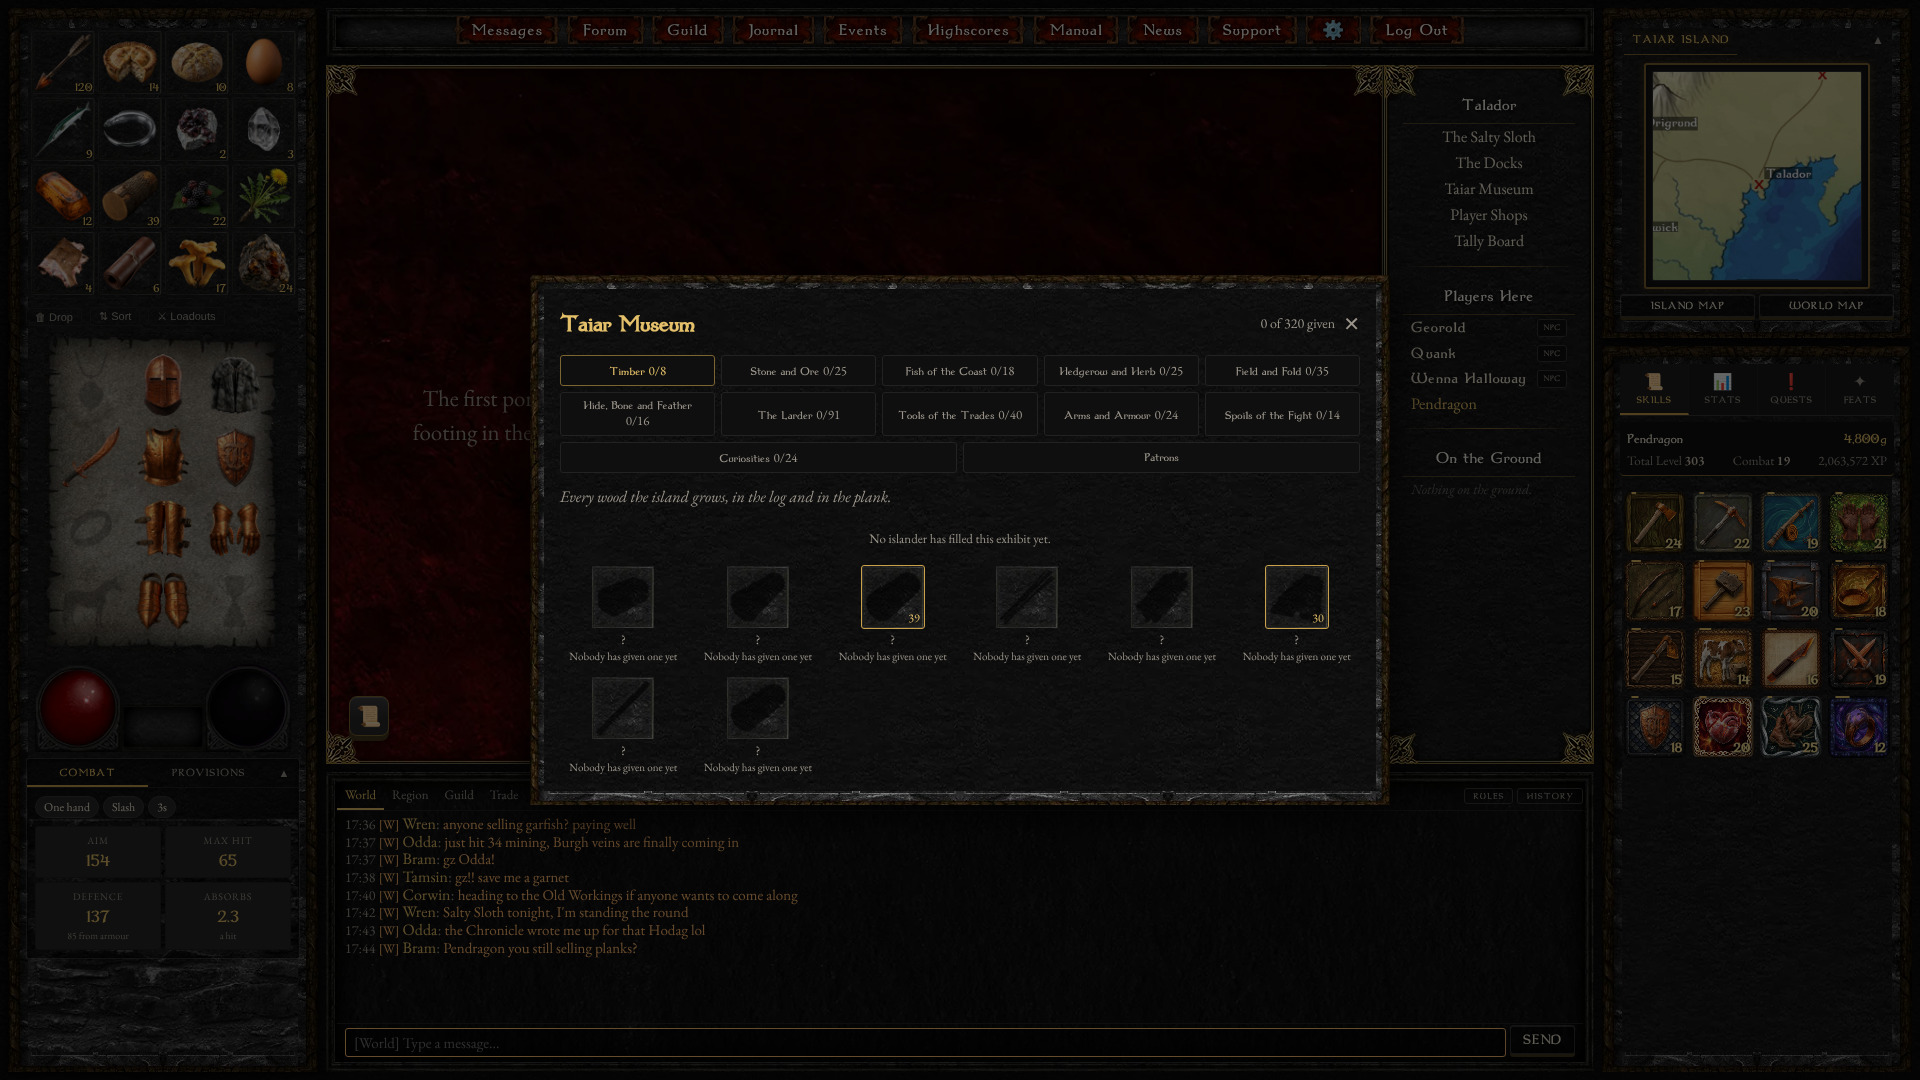 Messages Forum Guild Journal Events Highscores Manual News Support Log Out
120 14 10 8
9 2 3
12 39 22
4 6 17 24
Drop Sort Loadouts
COMBAT PROVISIONS
One hand Slash 3s
AIM
154
MAX HIT
65
DEFENCE
137
85 from armour
ABSORBS
2.3
a hit
The first por
footing in the
Taiar Museum
0 of 320 given
Timber 0/8
Stone and Ore 0/25
Fish of the Coast 0/18
Hedgerow and Herb 0/25
Field and Fold 0/35
Hide, Bone and Feather
0/16
The Larder 0/91
Tools of the Trades 0/40
Arms and Armour 0/24
Spoils of the Fight 0/14
Curiosities 0/24
Patrons
Every wood the island grows, in the log and in the plank.
No islander has filled this exhibit yet.
39 30
? ? ? ? ? ?
Nobody has given one yet Nobody has given one yet Nobody has given one yet Nobody has given one yet Nobody has given one yet Nobody has given one yet
? ?
Nobody has given one yet Nobody has given one yet
World Region Guild Trade
RULES HISTORY
17:36 [W] Wren: anyone selling garfish? paying well
17:37 [W] Odda: just hit 34 mining, Burgh veins are finally coming in
17:37 [W] Bram: gz Odda!
17:38 [W] Tamsin: gz!! save me a garnet
17:40 [W] Corwin: heading to the Old Workings if anyone wants to come along
17:42 [W] Wren: Salty Sloth tonight, I'm standing the round
17:43 [W] Odda: the Chronicle wrote me up for that Hodag lol
17:44 [W] Bram: Pendragon you still selling planks?
[World] Type a message...
SEND
Talador
The Salty Sloth
The Docks
Taiar Museum
Player Shops
Tally Board
Players Here
Georold NPC
Quank NPC
Wenna Halloway NPC
Pendragon
On the Ground
Nothing on the ground.
TAIAR ISLAND
Origrund
Talador
wick
ISLAND MAP WORLD MAP
SKILLS STATS QUESTS FEATS
Pendragon 4,800g
Total Level 303 Combat 19 2,063,572 XP
24 22 19 21
17 23 20 18
15 14 16 19
18 20 25 12